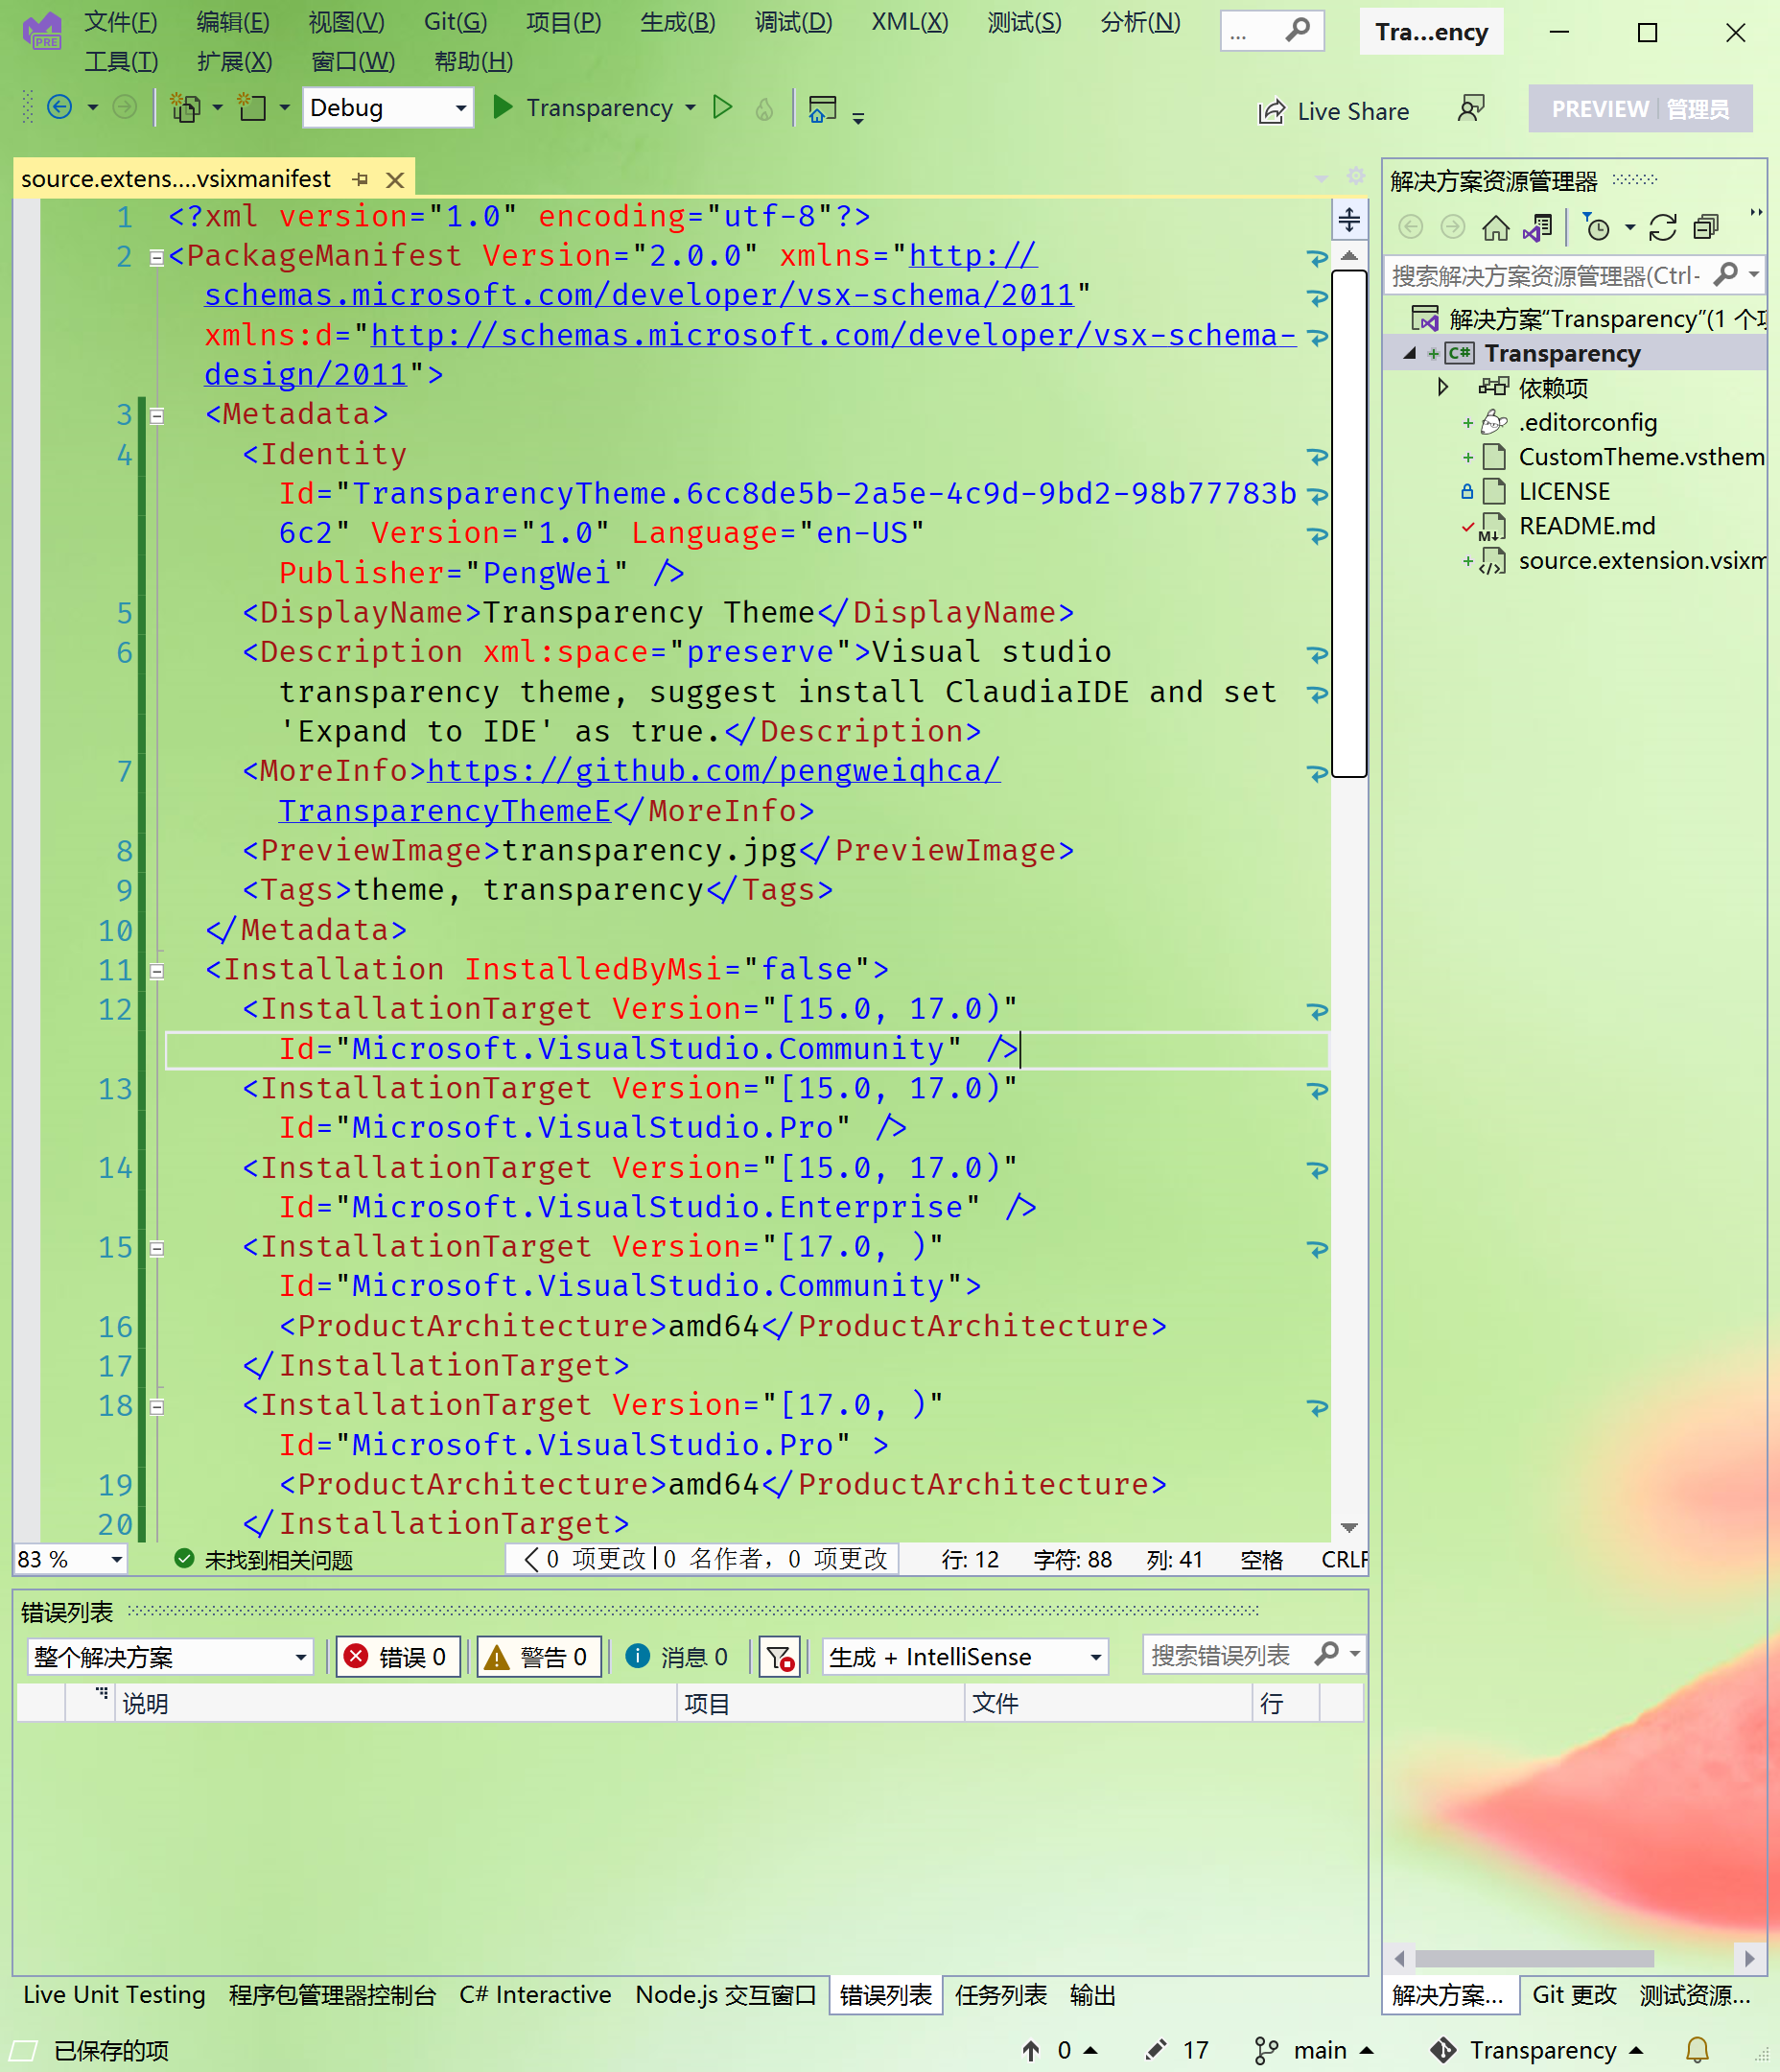 文件(F) 编辑(E) 视图(V) Git(G) 项目(P) 生成(B) 调试(D) XML(X) 测试(S) 分析(N) ... Tra...ency
PRE
工具(T) 扩展(X) 窗口(W) 帮助(H)
Debug Transparency Live Share PREVIEW 管理员
source.extens....vsixmanifest
1 <?xml version="1.0" encoding="utf-8"?>
2 <PackageManifest Version="2.0.0" xmlns="http://
schemas.microsoft.com/developer/vsx-schema/2011"
xmlns:d="http://schemas.microsoft.com/developer/vsx-schema-
design/2011">
3 <Metadata>
4 <Identity
Id="TransparencyTheme.6cc8de5b-2a5e-4c9d-9bd2-98b77783b
6c2" Version="1.0" Language="en-US"
Publisher="PengWei" />
5 <DisplayName>Transparency Theme</DisplayName>
6 <Description xml:space="preserve">Visual studio
transparency theme, suggest install ClaudiaIDE and set
'Expand to IDE' as true.</Description>
7 <MoreInfo>https://github.com/pengweiqhca/
TransparencyThemeE</MoreInfo>
8 <PreviewImage>transparency.jpg</PreviewImage>
9 <Tags>theme, transparency</Tags>
10 </Metadata>
11 <Installation InstalledByMsi="false">
12 <InstallationTarget Version="[15.0, 17.0)"
Id="Microsoft.VisualStudio.Community" />
13 <InstallationTarget Version="[15.0, 17.0)"
Id="Microsoft.VisualStudio.Pro" />
14 <InstallationTarget Version="[15.0, 17.0)"
Id="Microsoft.VisualStudio.Enterprise" />
15 <InstallationTarget Version="[17.0, )"
Id="Microsoft.VisualStudio.Community">
16 <ProductArchitecture>amd64</ProductArchitecture>
17 </InstallationTarget>
18 <InstallationTarget Version="[17.0, )"
Id="Microsoft.VisualStudio.Pro" >
19 <ProductArchitecture>amd64</ProductArchitecture>
20 </InstallationTarget>
83 % 未找到相关问题 0 项更改 0 名作者，0 项更改 行: 12 字符: 88 列: 41 空格 CRLF
解决方案资源管理器
搜索解决方案资源管理器(Ctrl-
解决方案"Transparency"(1 个项
C# Transparency
依赖项
.editorconfig
CustomTheme.vsthem
LICENSE
M README.md
source.extension.vsixm
错误列表
整个解决方案 错误 0 警告 0 消息 0 生成 + IntelliSense 搜索错误列表
说明 项目 文件 行
Live Unit Testing 程序包管理器控制台 C# Interactive Node.js 交互窗口 错误列表 任务列表 输出
解决方案... Git 更改 测试资源...
已保存的项 0 17 main Transparency